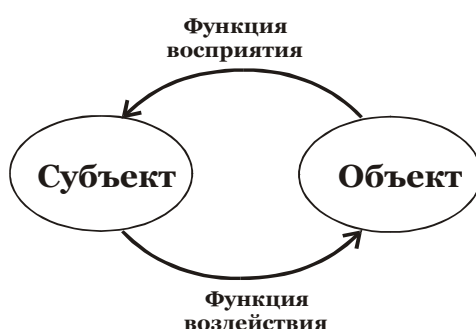 Функция
восприятия
Субъект
Объект
Функция
воздействия